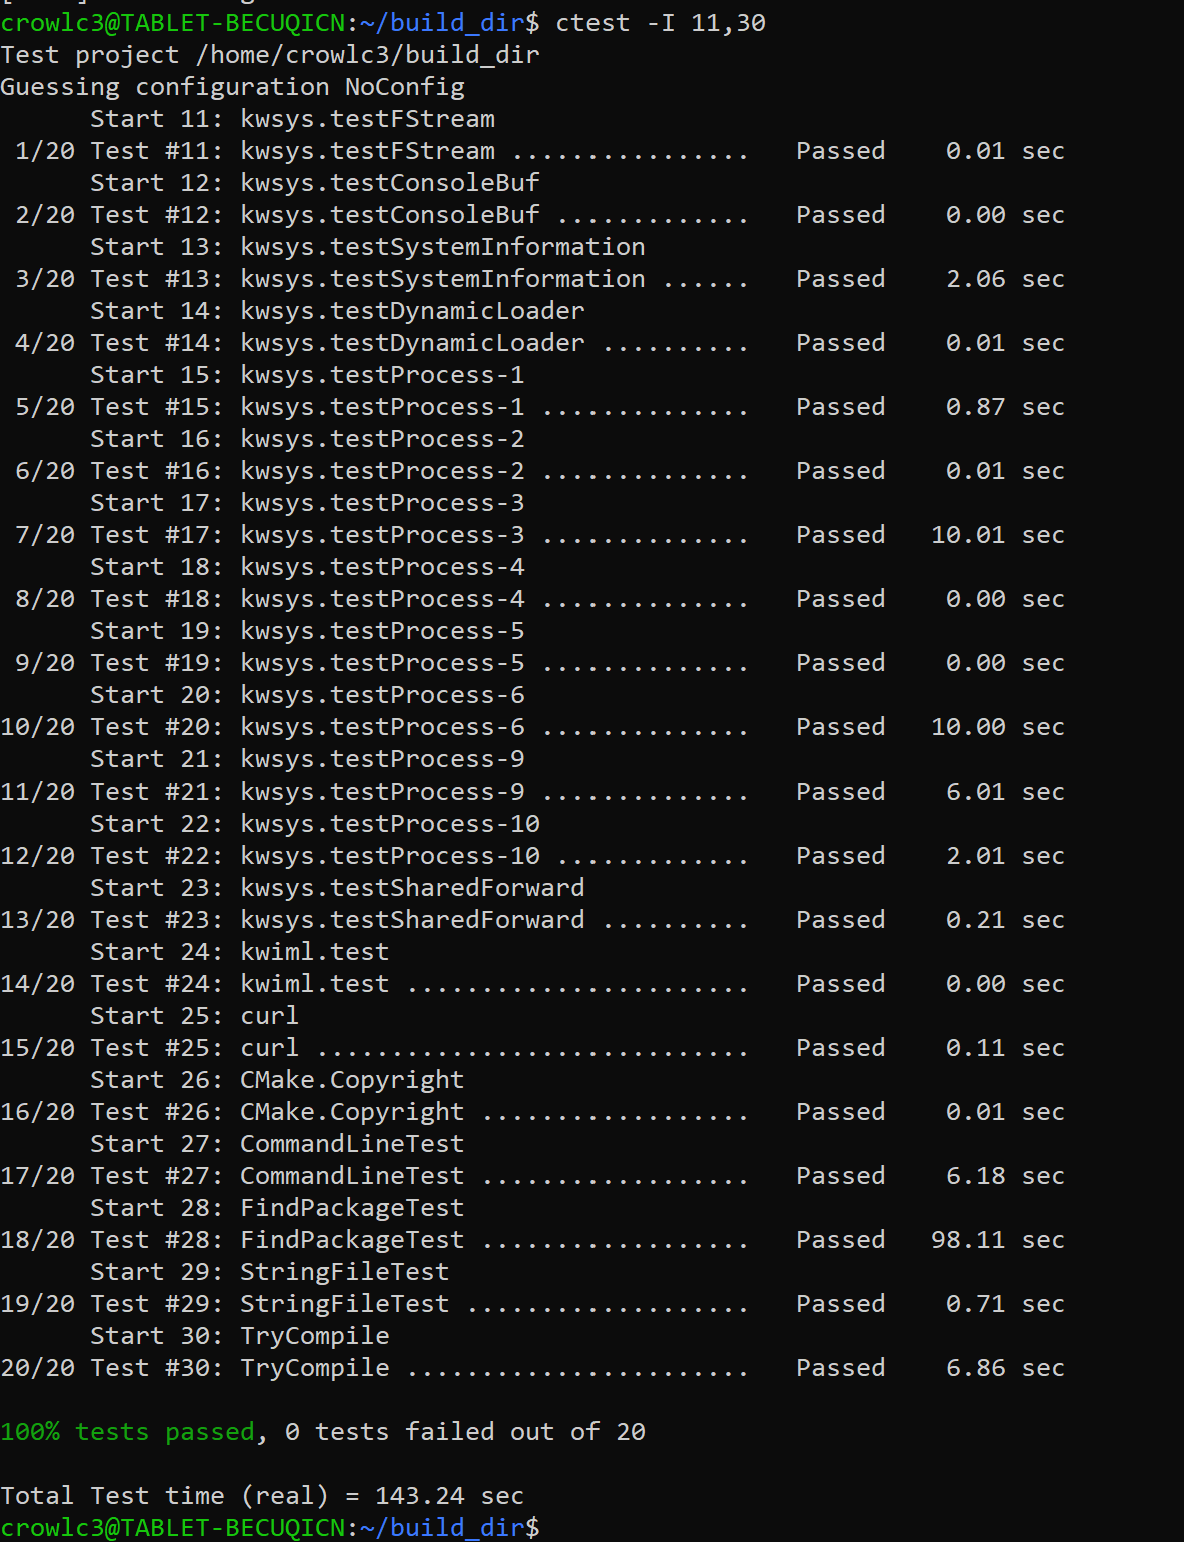 crowlc3@TABLET-BECUQICN:~/build_dir$ ctest -I 11,30
Test project /home/crowlc3/build_dir
Guessing configuration NoConfig
      Start 11: kwsys.testFStream
 1/20 Test #11: kwsys.testFStream ................   Passed    0.01 sec
      Start 12: kwsys.testConsoleBuf
 2/20 Test #12: kwsys.testConsoleBuf .............   Passed    0.00 sec
      Start 13: kwsys.testSystemInformation
 3/20 Test #13: kwsys.testSystemInformation ......   Passed    2.06 sec
      Start 14: kwsys.testDynamicLoader
 4/20 Test #14: kwsys.testDynamicLoader ..........   Passed    0.01 sec
      Start 15: kwsys.testProcess-1
 5/20 Test #15: kwsys.testProcess-1 ..............   Passed    0.87 sec
      Start 16: kwsys.testProcess-2
 6/20 Test #16: kwsys.testProcess-2 ..............   Passed    0.01 sec
      Start 17: kwsys.testProcess-3
 7/20 Test #17: kwsys.testProcess-3 ..............   Passed   10.01 sec
      Start 18: kwsys.testProcess-4
 8/20 Test #18: kwsys.testProcess-4 ..............   Passed    0.00 sec
      Start 19: kwsys.testProcess-5
 9/20 Test #19: kwsys.testProcess-5 ..............   Passed    0.00 sec
      Start 20: kwsys.testProcess-6
10/20 Test #20: kwsys.testProcess-6 ..............   Passed   10.00 sec
      Start 21: kwsys.testProcess-9
11/20 Test #21: kwsys.testProcess-9 ..............   Passed    6.01 sec
      Start 22: kwsys.testProcess-10
12/20 Test #22: kwsys.testProcess-10 .............   Passed    2.01 sec
      Start 23: kwsys.testSharedForward
13/20 Test #23: kwsys.testSharedForward ..........   Passed    0.21 sec
      Start 24: kwiml.test
14/20 Test #24: kwiml.test .......................   Passed    0.00 sec
      Start 25: curl
15/20 Test #25: curl .............................   Passed    0.11 sec
      Start 26: CMake.Copyright
16/20 Test #26: CMake.Copyright ..................   Passed    0.01 sec
      Start 27: CommandLineTest
17/20 Test #27: CommandLineTest ..................   Passed    6.18 sec
      Start 28: FindPackageTest
18/20 Test #28: FindPackageTest ..................   Passed   98.11 sec
      Start 29: StringFileTest
19/20 Test #29: StringFileTest ...................   Passed    0.71 sec
      Start 30: TryCompile
20/20 Test #30: TryCompile .......................   Passed    6.86 sec

100% tests passed, 0 tests failed out of 20

Total Test time (real) = 143.24 sec
crowlc3@TABLET-BECUQICN:~/build_dir$